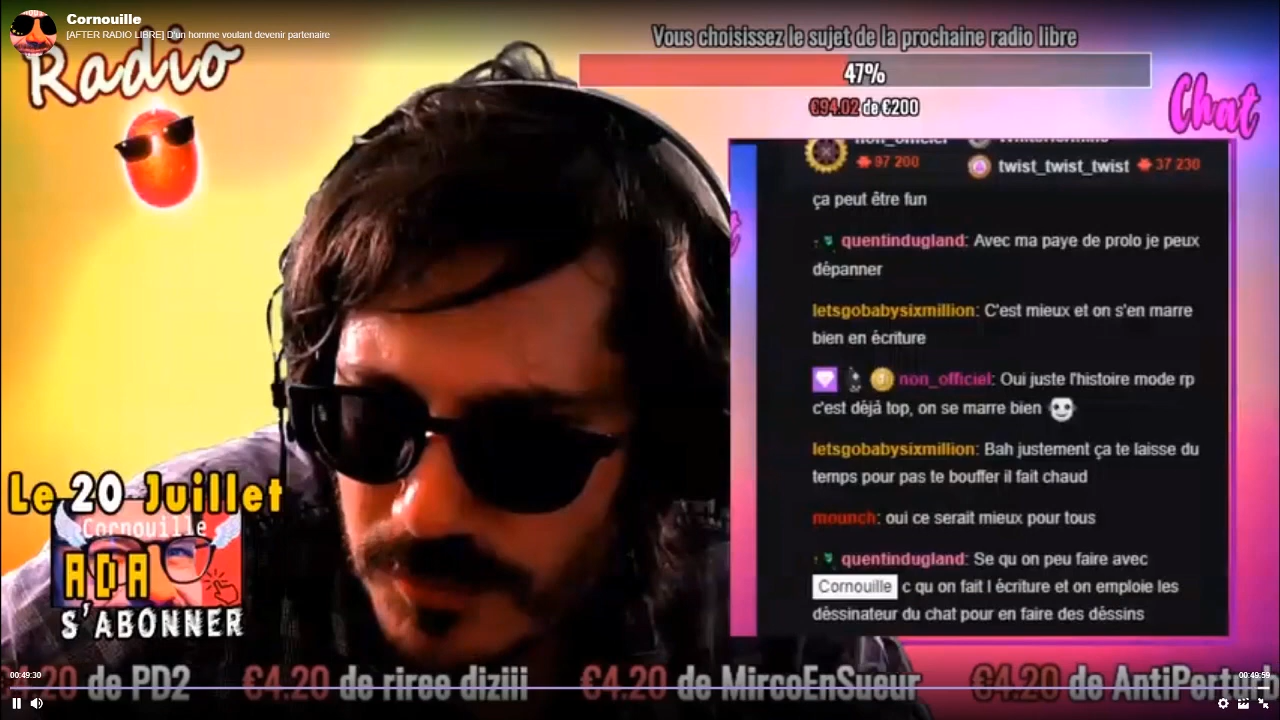 Cornouille
[AFTER RADIO LIBRE] D'un homme voulant devenir partenaire
Radio
Vous choisissez le sujet de la prochaine radio libre
47%
€94.02 de €200
Chat
non_officiel
97 200
twist_twist_twist 37 230
ça peut être fun
quentindugland: Avec ma paye de prolo je peux
dépanner
letsgobabysixmillion: C'est mieux et on s'en marre
bien en écriture
non_officiel: Oui juste l'histoire mode rp
c'est déjà top, on se marre bien
letsgobabysixmillion: Bah justement ça te laisse du
temps pour pas te bouffer il fait chaud
mounch: oui ce serait mieux pour tous
quentindugland: Se qu on peu faire avec
Cornouille c qu on fait l écriture et on emploie les
dèssinateur du chat pour en faire des dèssins
Le 20 Juillet
Cornouille
ADA
S'ABONNER
€4.20 de PD2 €4.20 de riree diziii €4.20 de MircoEnSueur €4.20 de
00:49:30
00:49:59